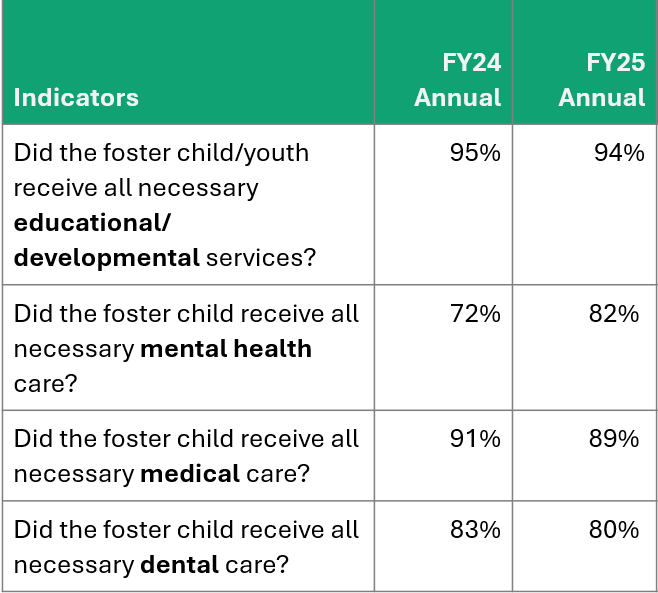 Indicators
FY24
Annual
FY25
Annual
Did the foster child/youth
receive all necessary
educational/
developmental services?
95%
94%
Did the foster child receive all
necessary mental health
care?
72%
82%
Did the foster child receive all
necessary medical care?
91%
89%
Did the foster child receive all
necessary dental care?
83%
80%